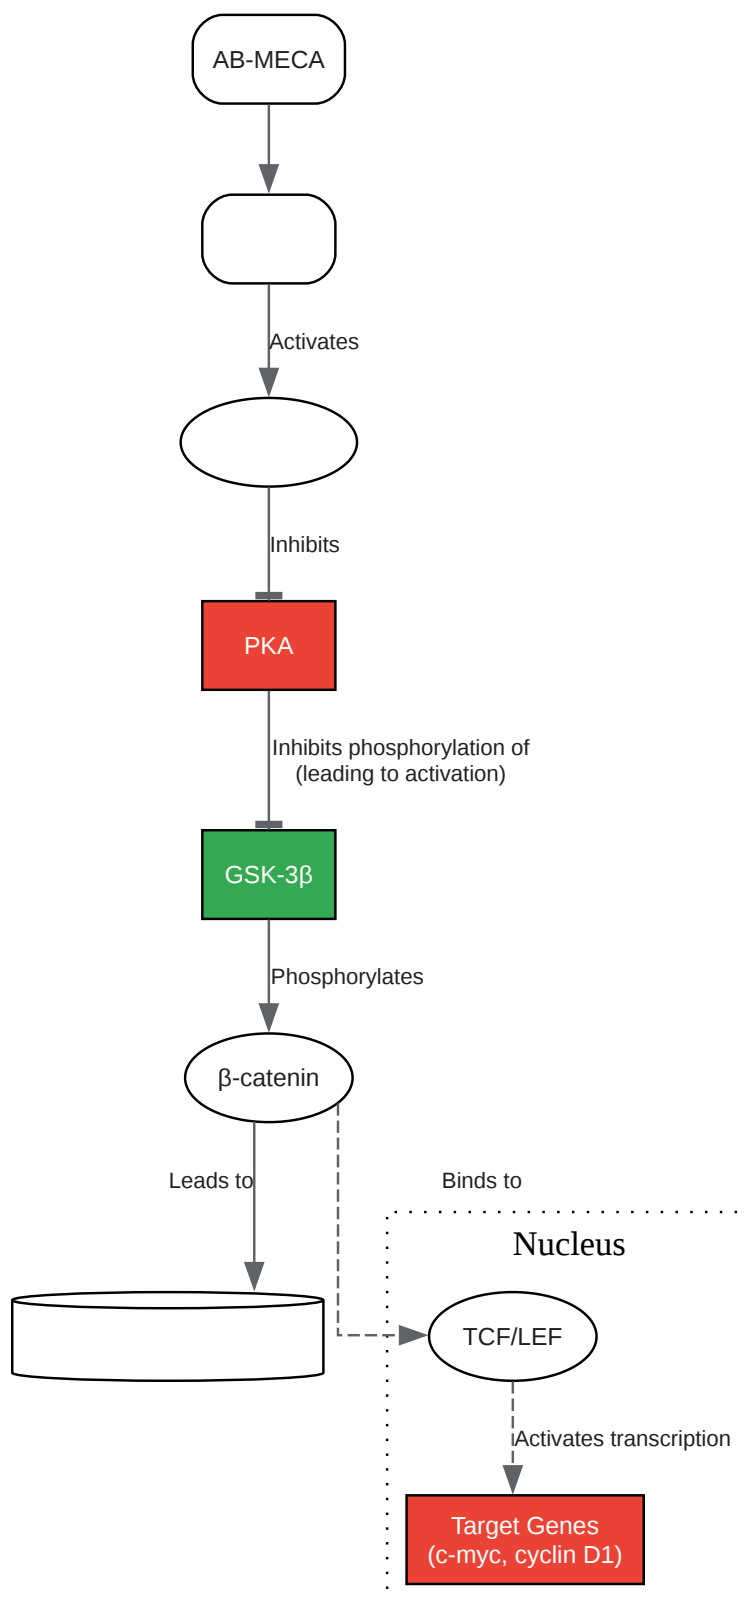 AB-MECA
Activates
Inhibits
PKA
Inhibits phosphorylation of
(leading to activation)
GSK-3β
Phosphorylates
β-catenin
Leads to
Binds to
Nucleus
TCF/LEF
Activates transcription
Target Genes
(c-myc, cyclin D1)